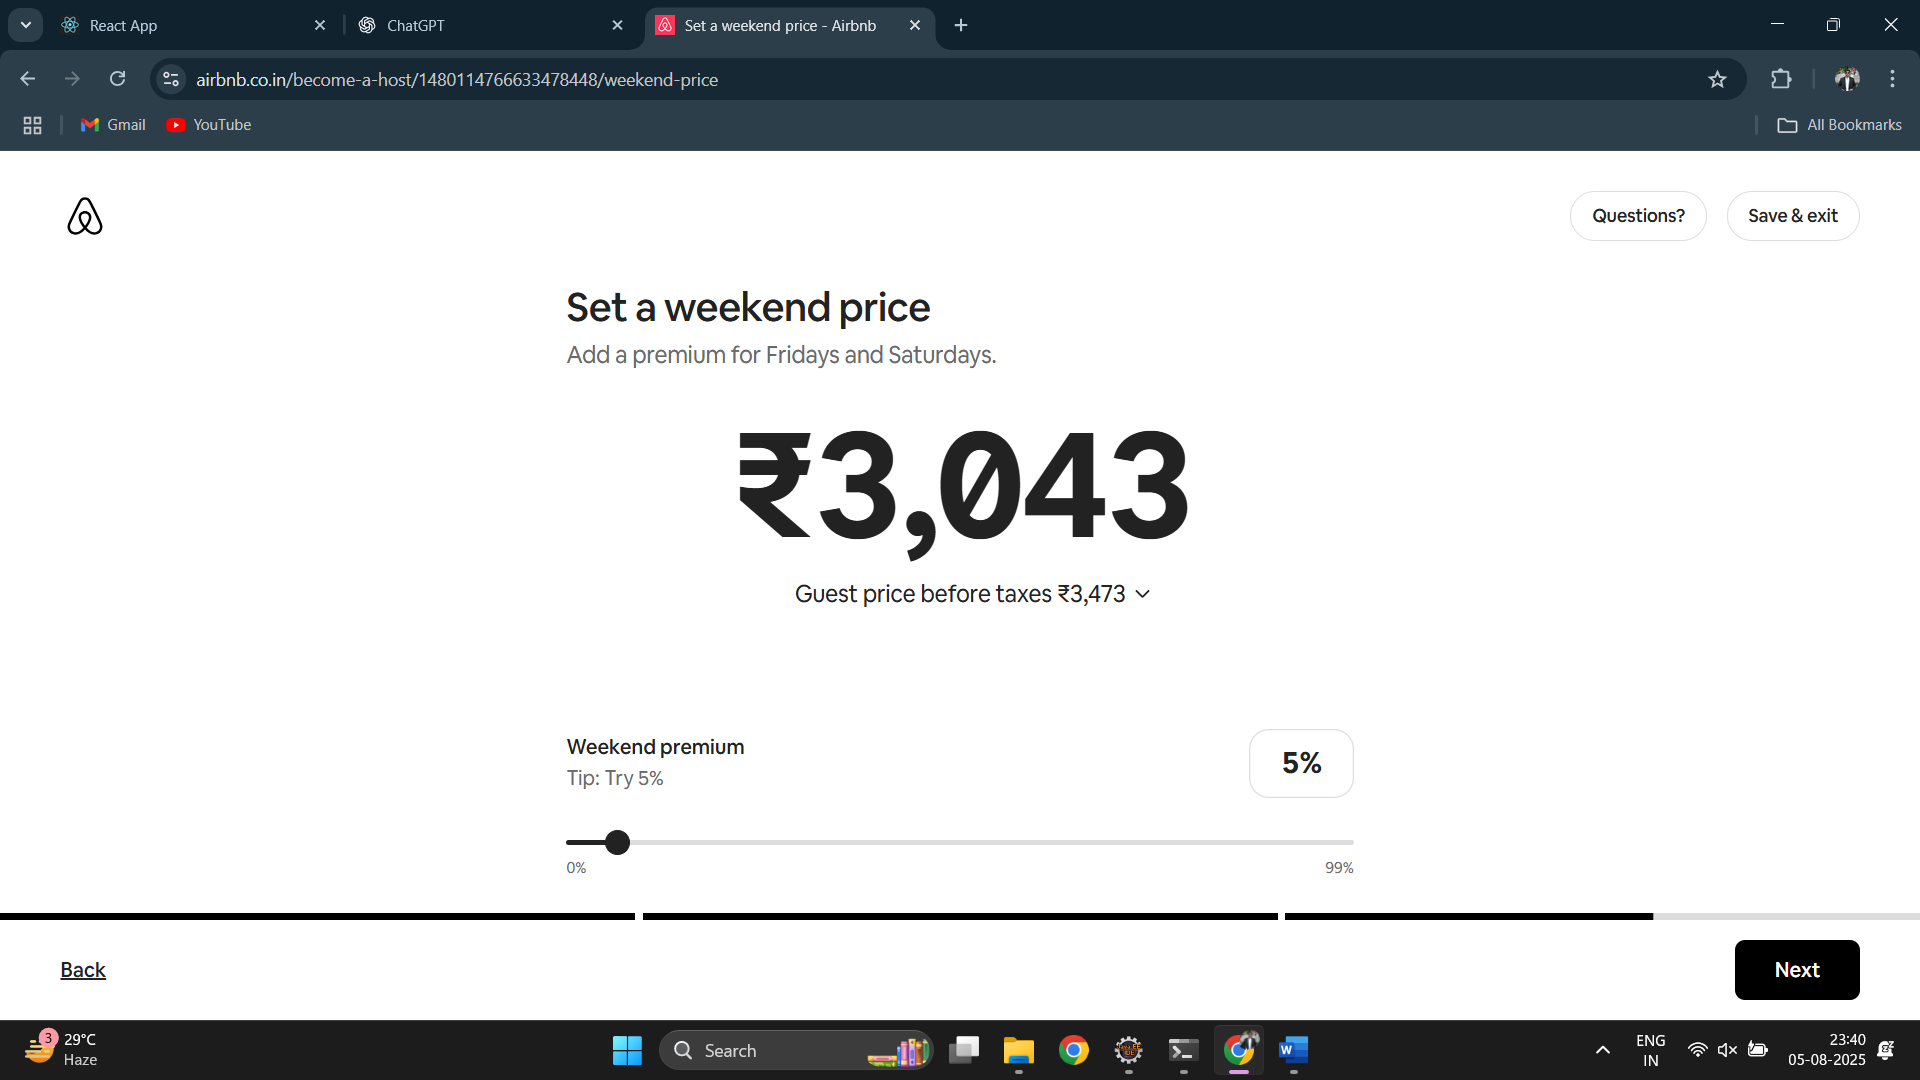 React App
ChatGPT
Set a weekend price - Airbnb
airbnb.co.in/become-a-host/1480114766633478448/weekend-price
Gmail
YouTube
All Bookmarks
Questions?
Save & exit
Set a weekend price
Add a premium for Fridays and Saturdays.
₹3,043
Guest price before taxes ₹3,473
Weekend premium
Tip: Try 5%
5%
0%
99%
Back
Next
3
29°C
Haze
Search
ENG
IN
23:40
05-08-2025